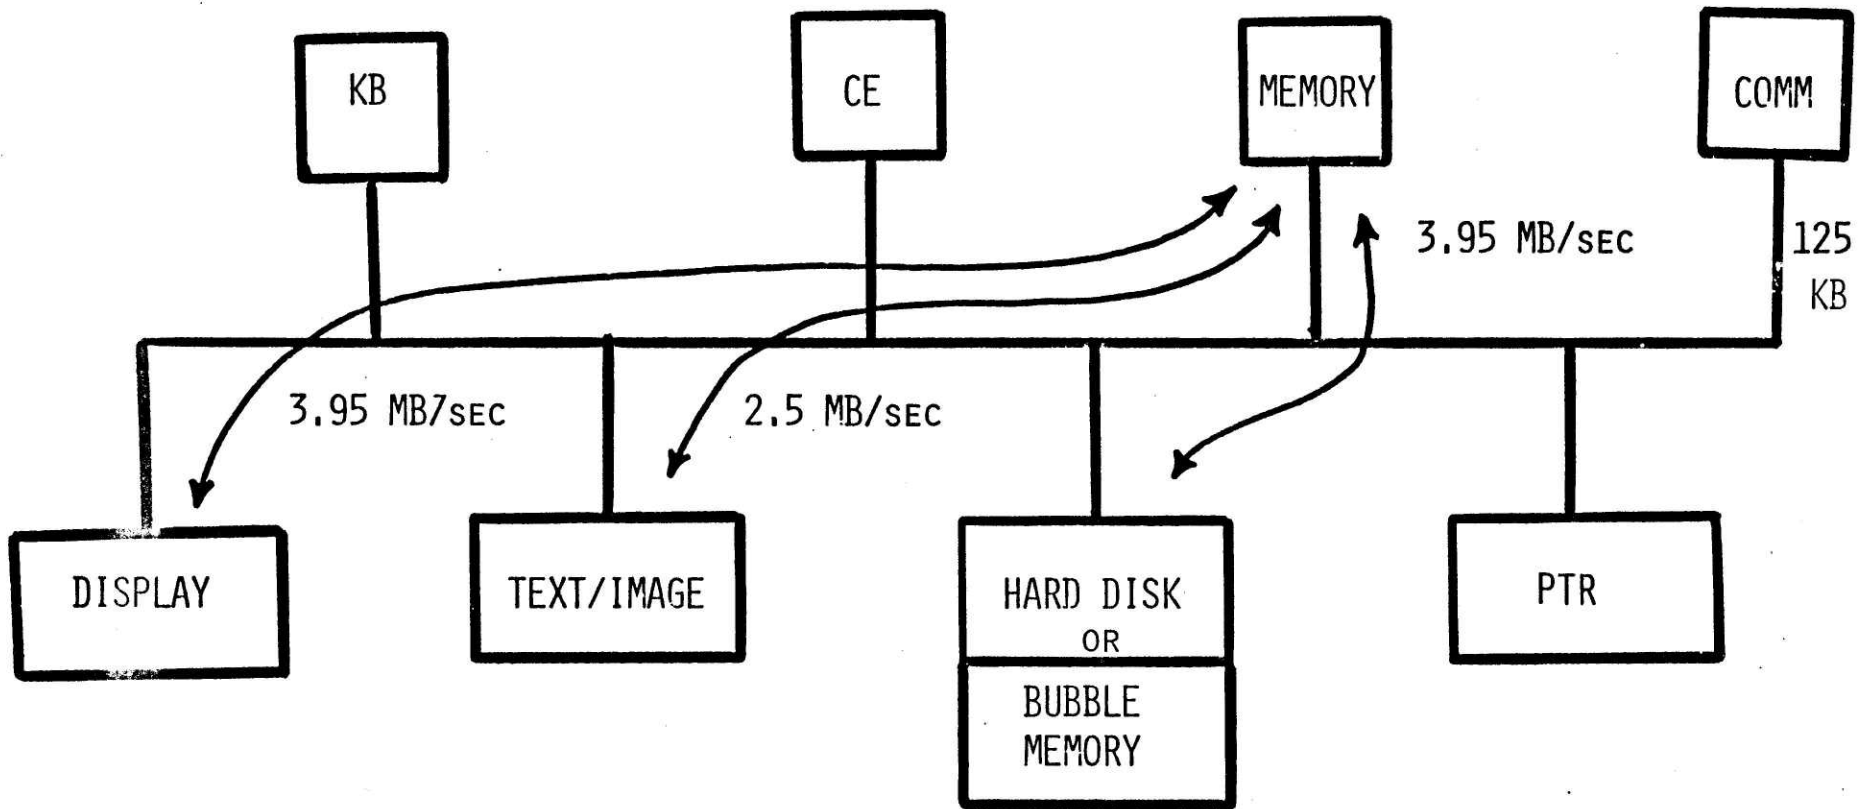 KB
CE
MEMORY
COMM
3.95 MB/SEC
125
KB
3.95 MB/SEC
2.5 MB/SEC
DISPLAY
TEXT/IMAGE
HARD DISK
OR
BUBBLE
MEMORY
PTR